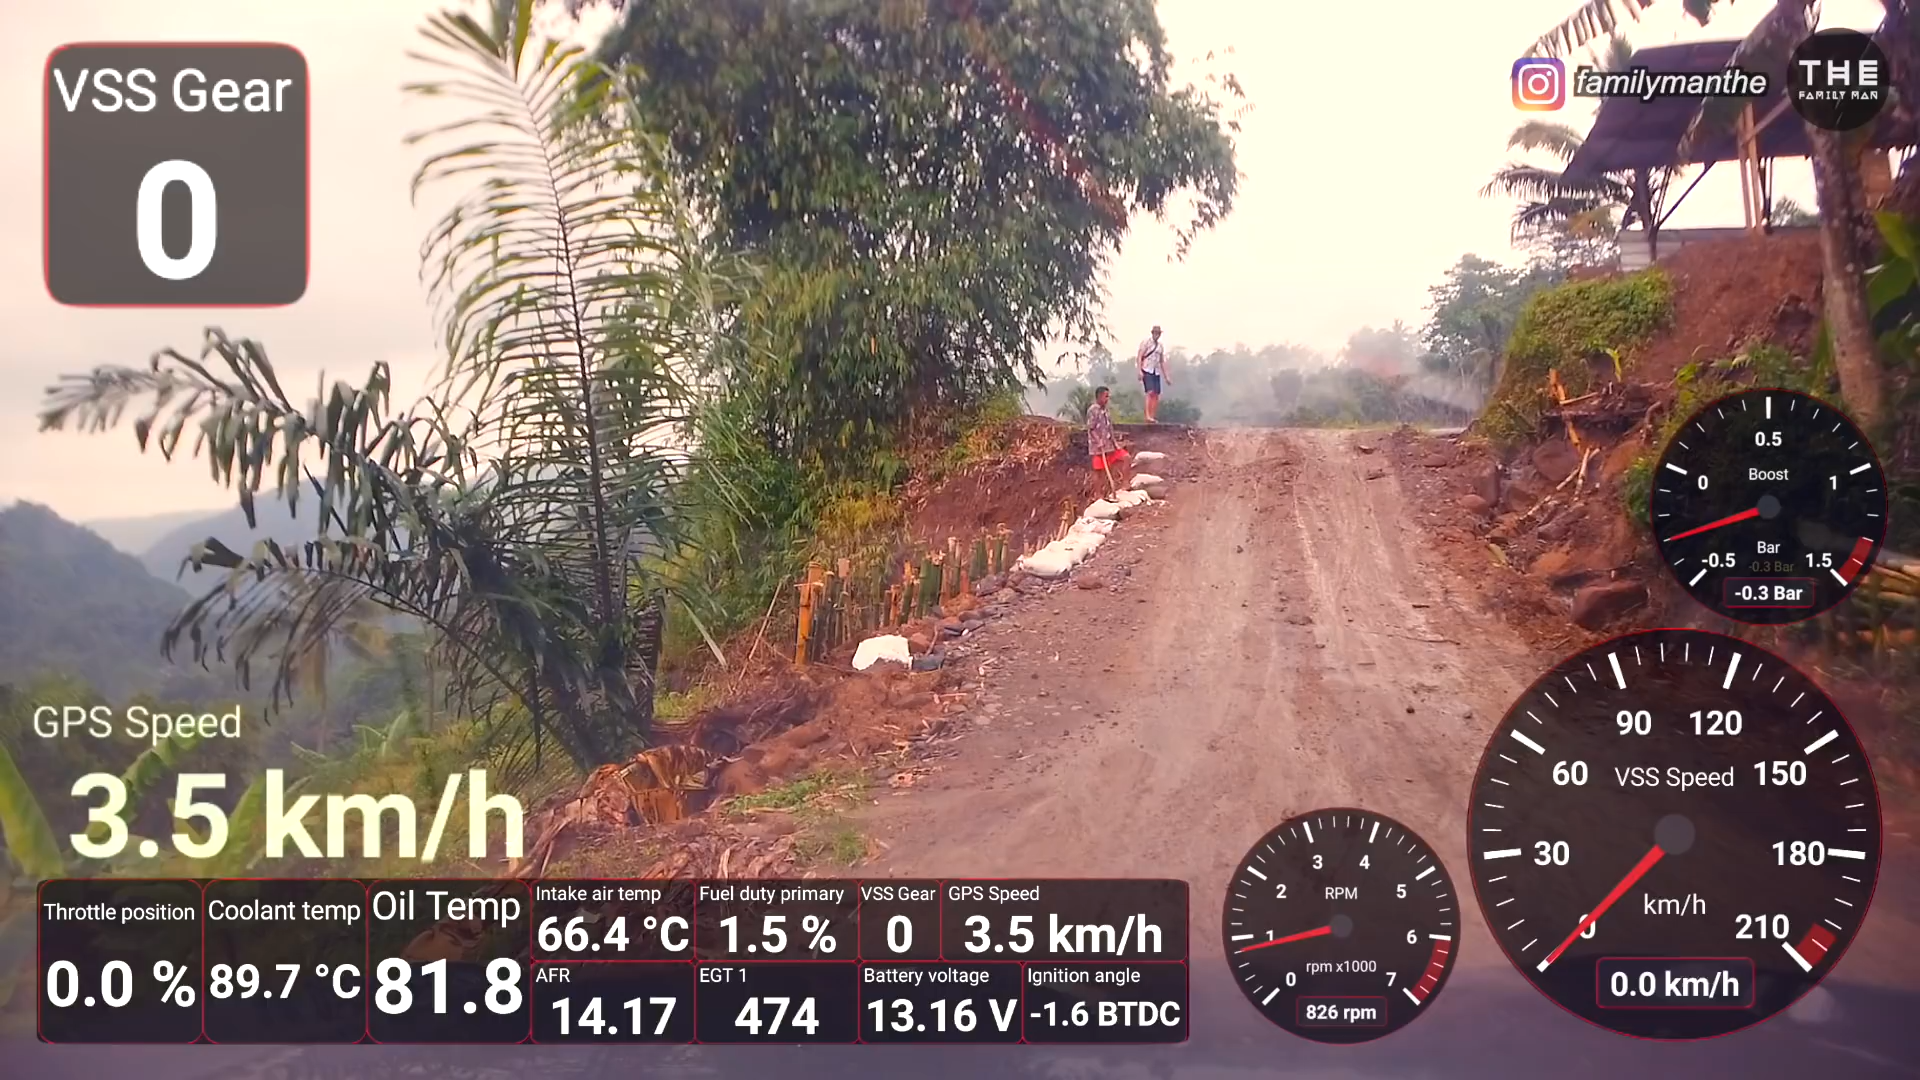 VSS Gear
0
familymanthe
THE
FAMILY MAN
0.5
0
Boost
1
Bar
-0.5
-0.3 Bar
1.5
-0.3 Bar
GPS Speed
3.5 km/h
90 120
60 VSS Speed 150
30 180
km/h
0 210
0.0 km/h
3 4
2 RPM 5
1 6
rpm x1000
0 7
826 rpm
Throttle position
0.0 %
Coolant temp
89.7 °C
Oil Temp
81.8
Intake air temp
66.4 °C
Fuel duty primary
1.5 %
VSS Gear
0
GPS Speed
3.5 km/h
AFR
14.17
EGT 1
474
Battery voltage
13.16 V
Ignition angle
-1.6 BTDC